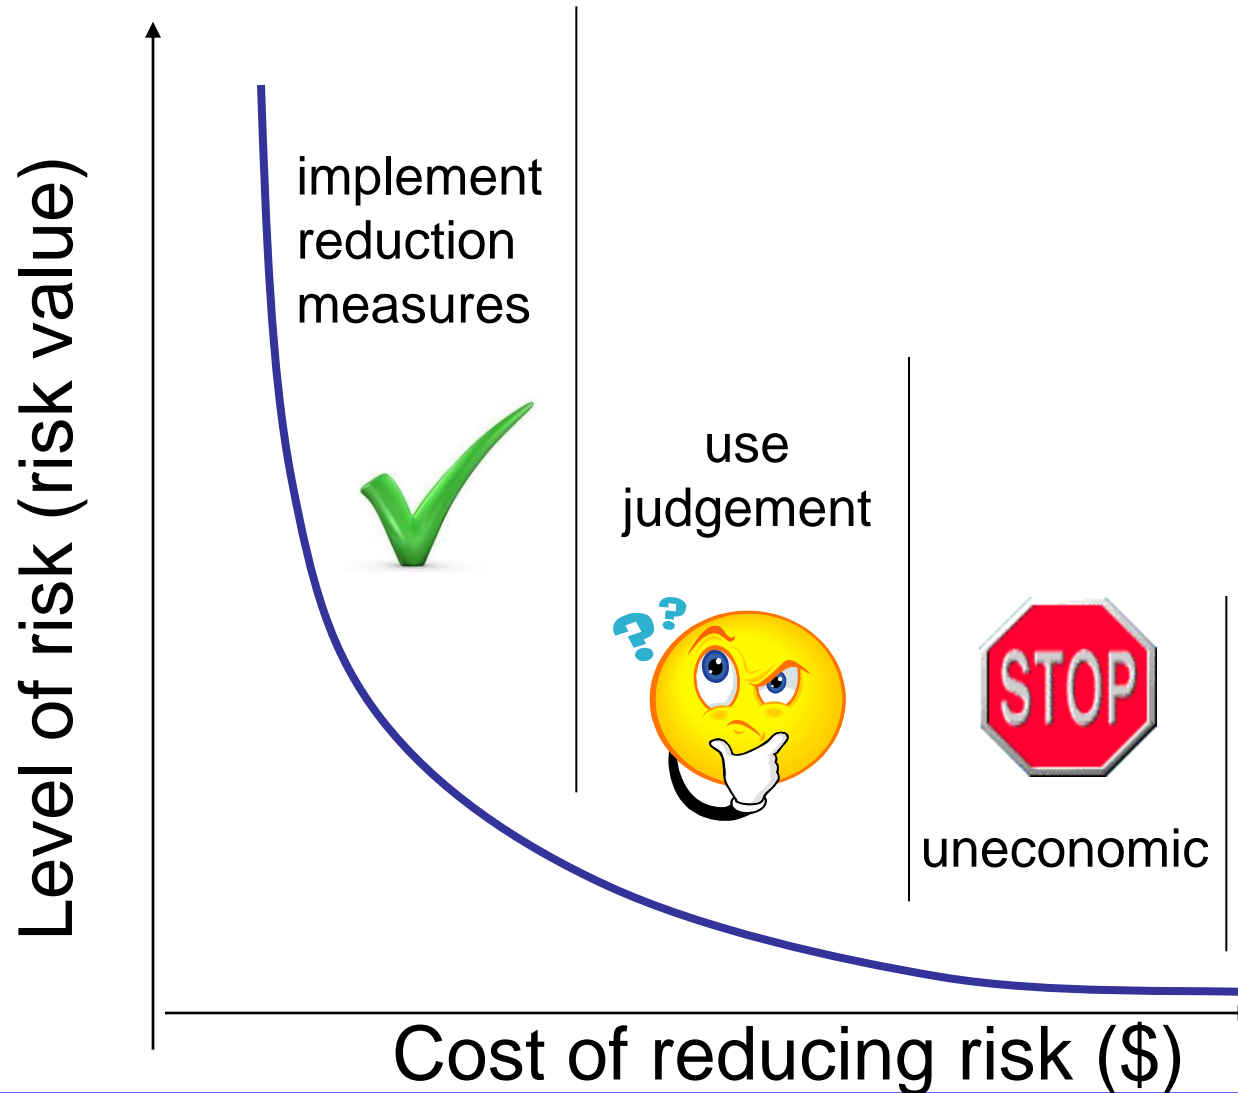 Level of risk (risk value)
implement
reduction
measures
use
judgement
??
STOP
uneconomic
Cost of reducing risk ($)